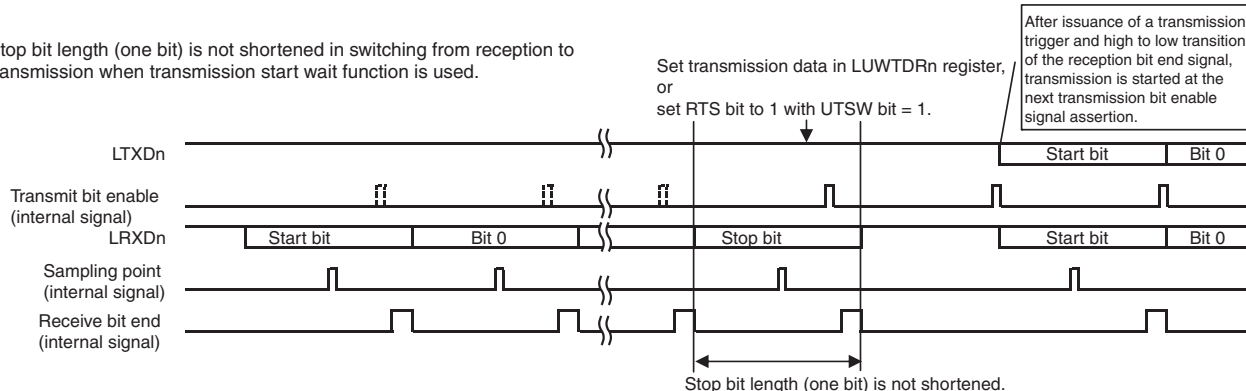 After issuance of a transmission
trigger and high to low transition
of the reception bit end signal,
transmission is started at the
next transmission bit enable
signal assertion.
top bit length (one bit) is not shortened in switching from reception to
ansmission when transmission start wait function is used.
Set transmission data in LUWTDRn register,
or
set RTS bit to 1 with UTSW bit = 1.
LTXDn
Start bit
Bit 0
Transmit bit enable
(internal signal)
LRXDn
Start bit
Bit 0
Stop bit
Start bit
Bit 0
Sampling point
(internal signal)
Receive bit end
(internal signal)
Stop bit length (one bit) is not shortened.